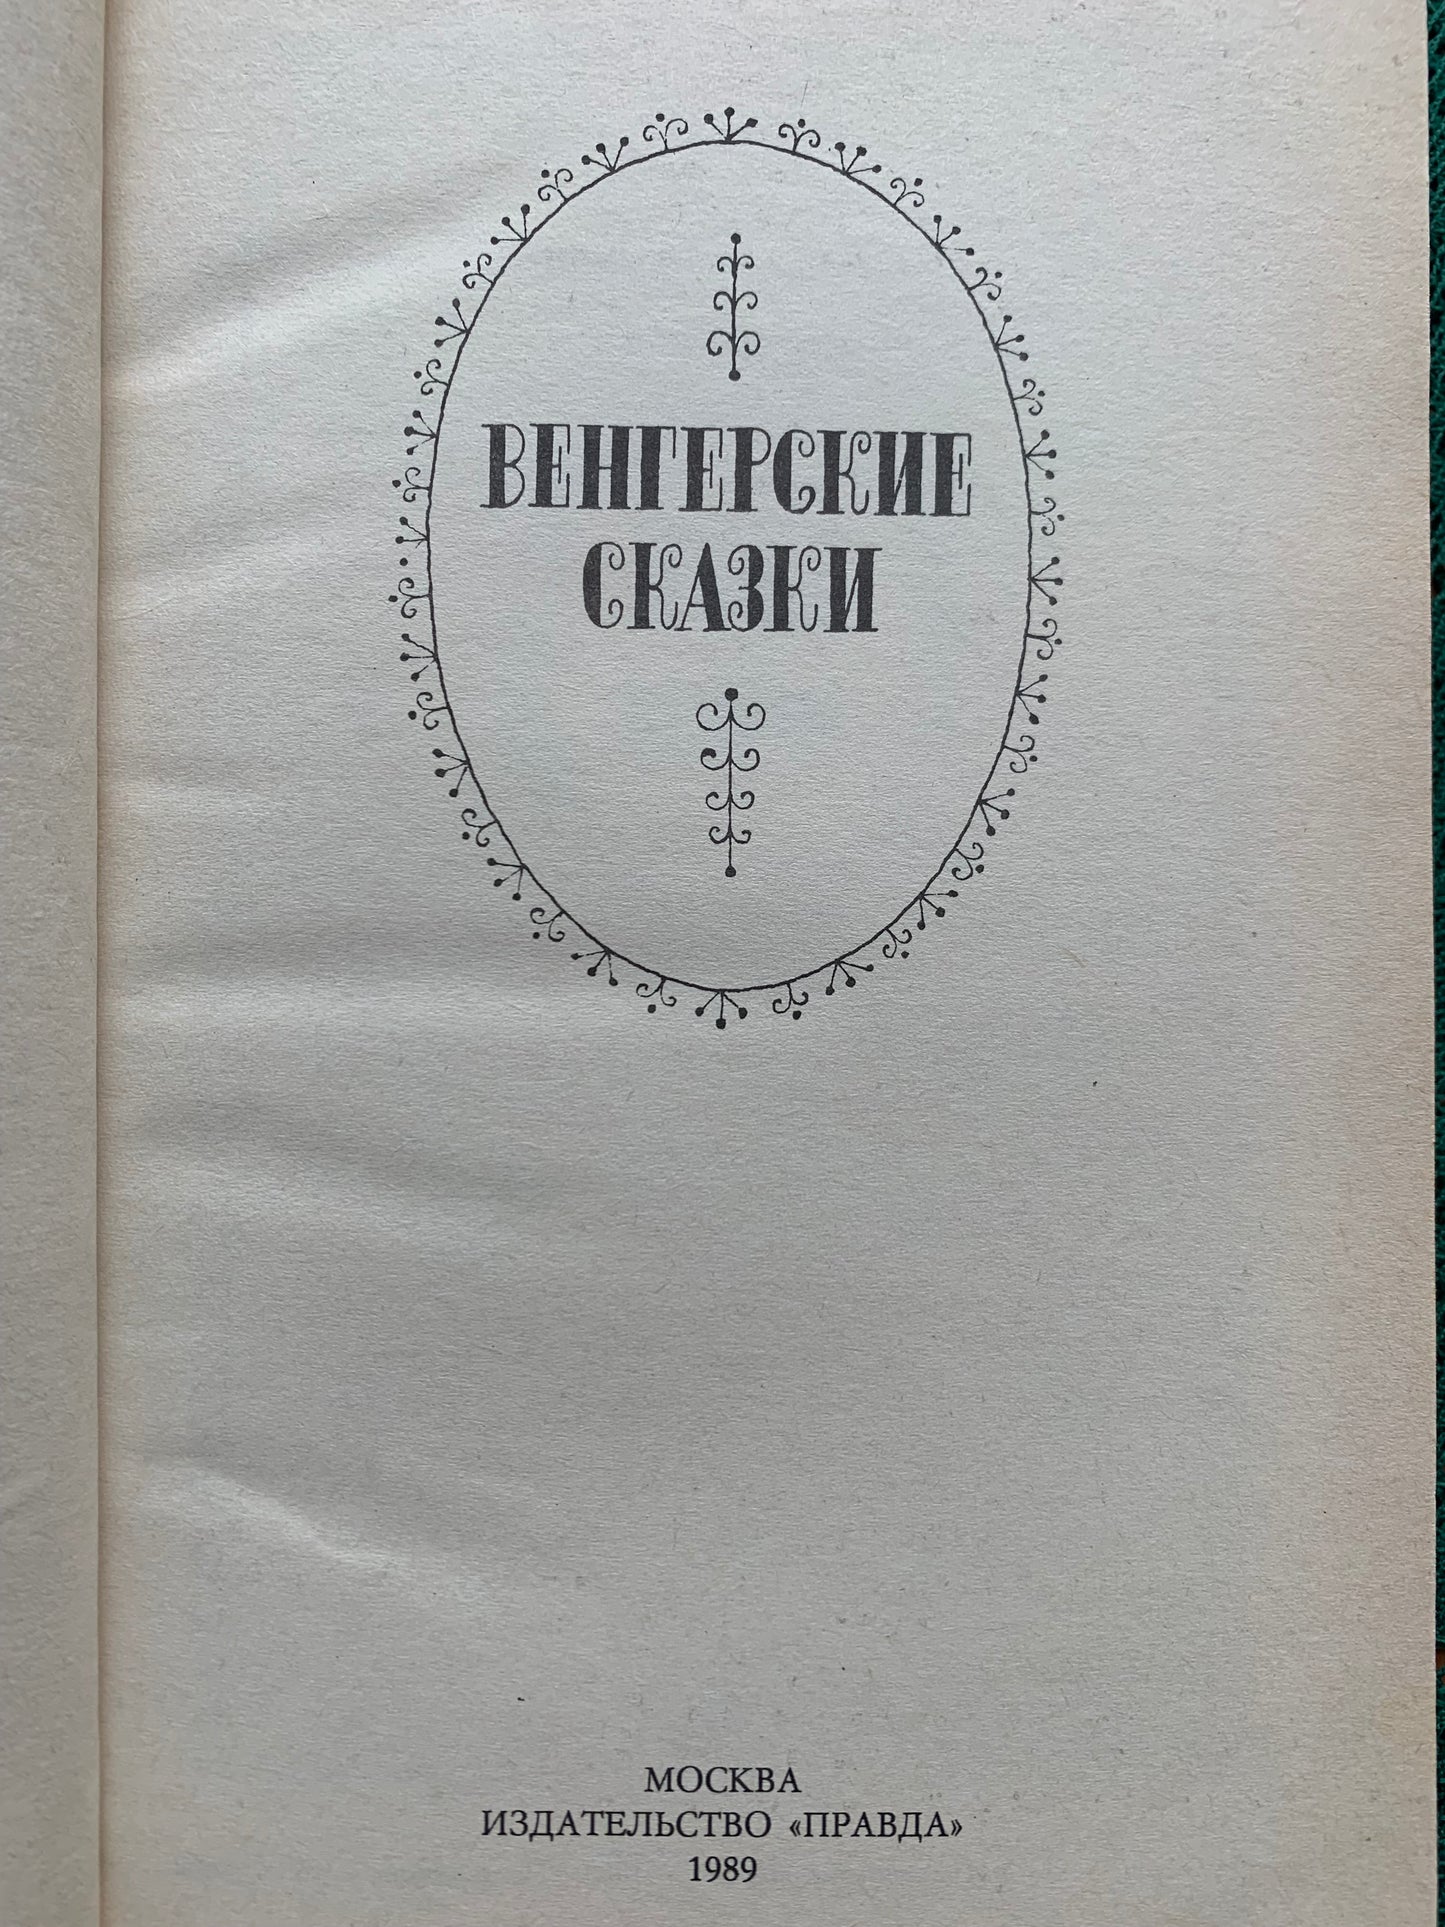 ВЕНГЕРСКИЕ
СКАЗКИ
МОСКВА
ИЗДАТЕЛЬСТВО «ПРАВДА»
1989